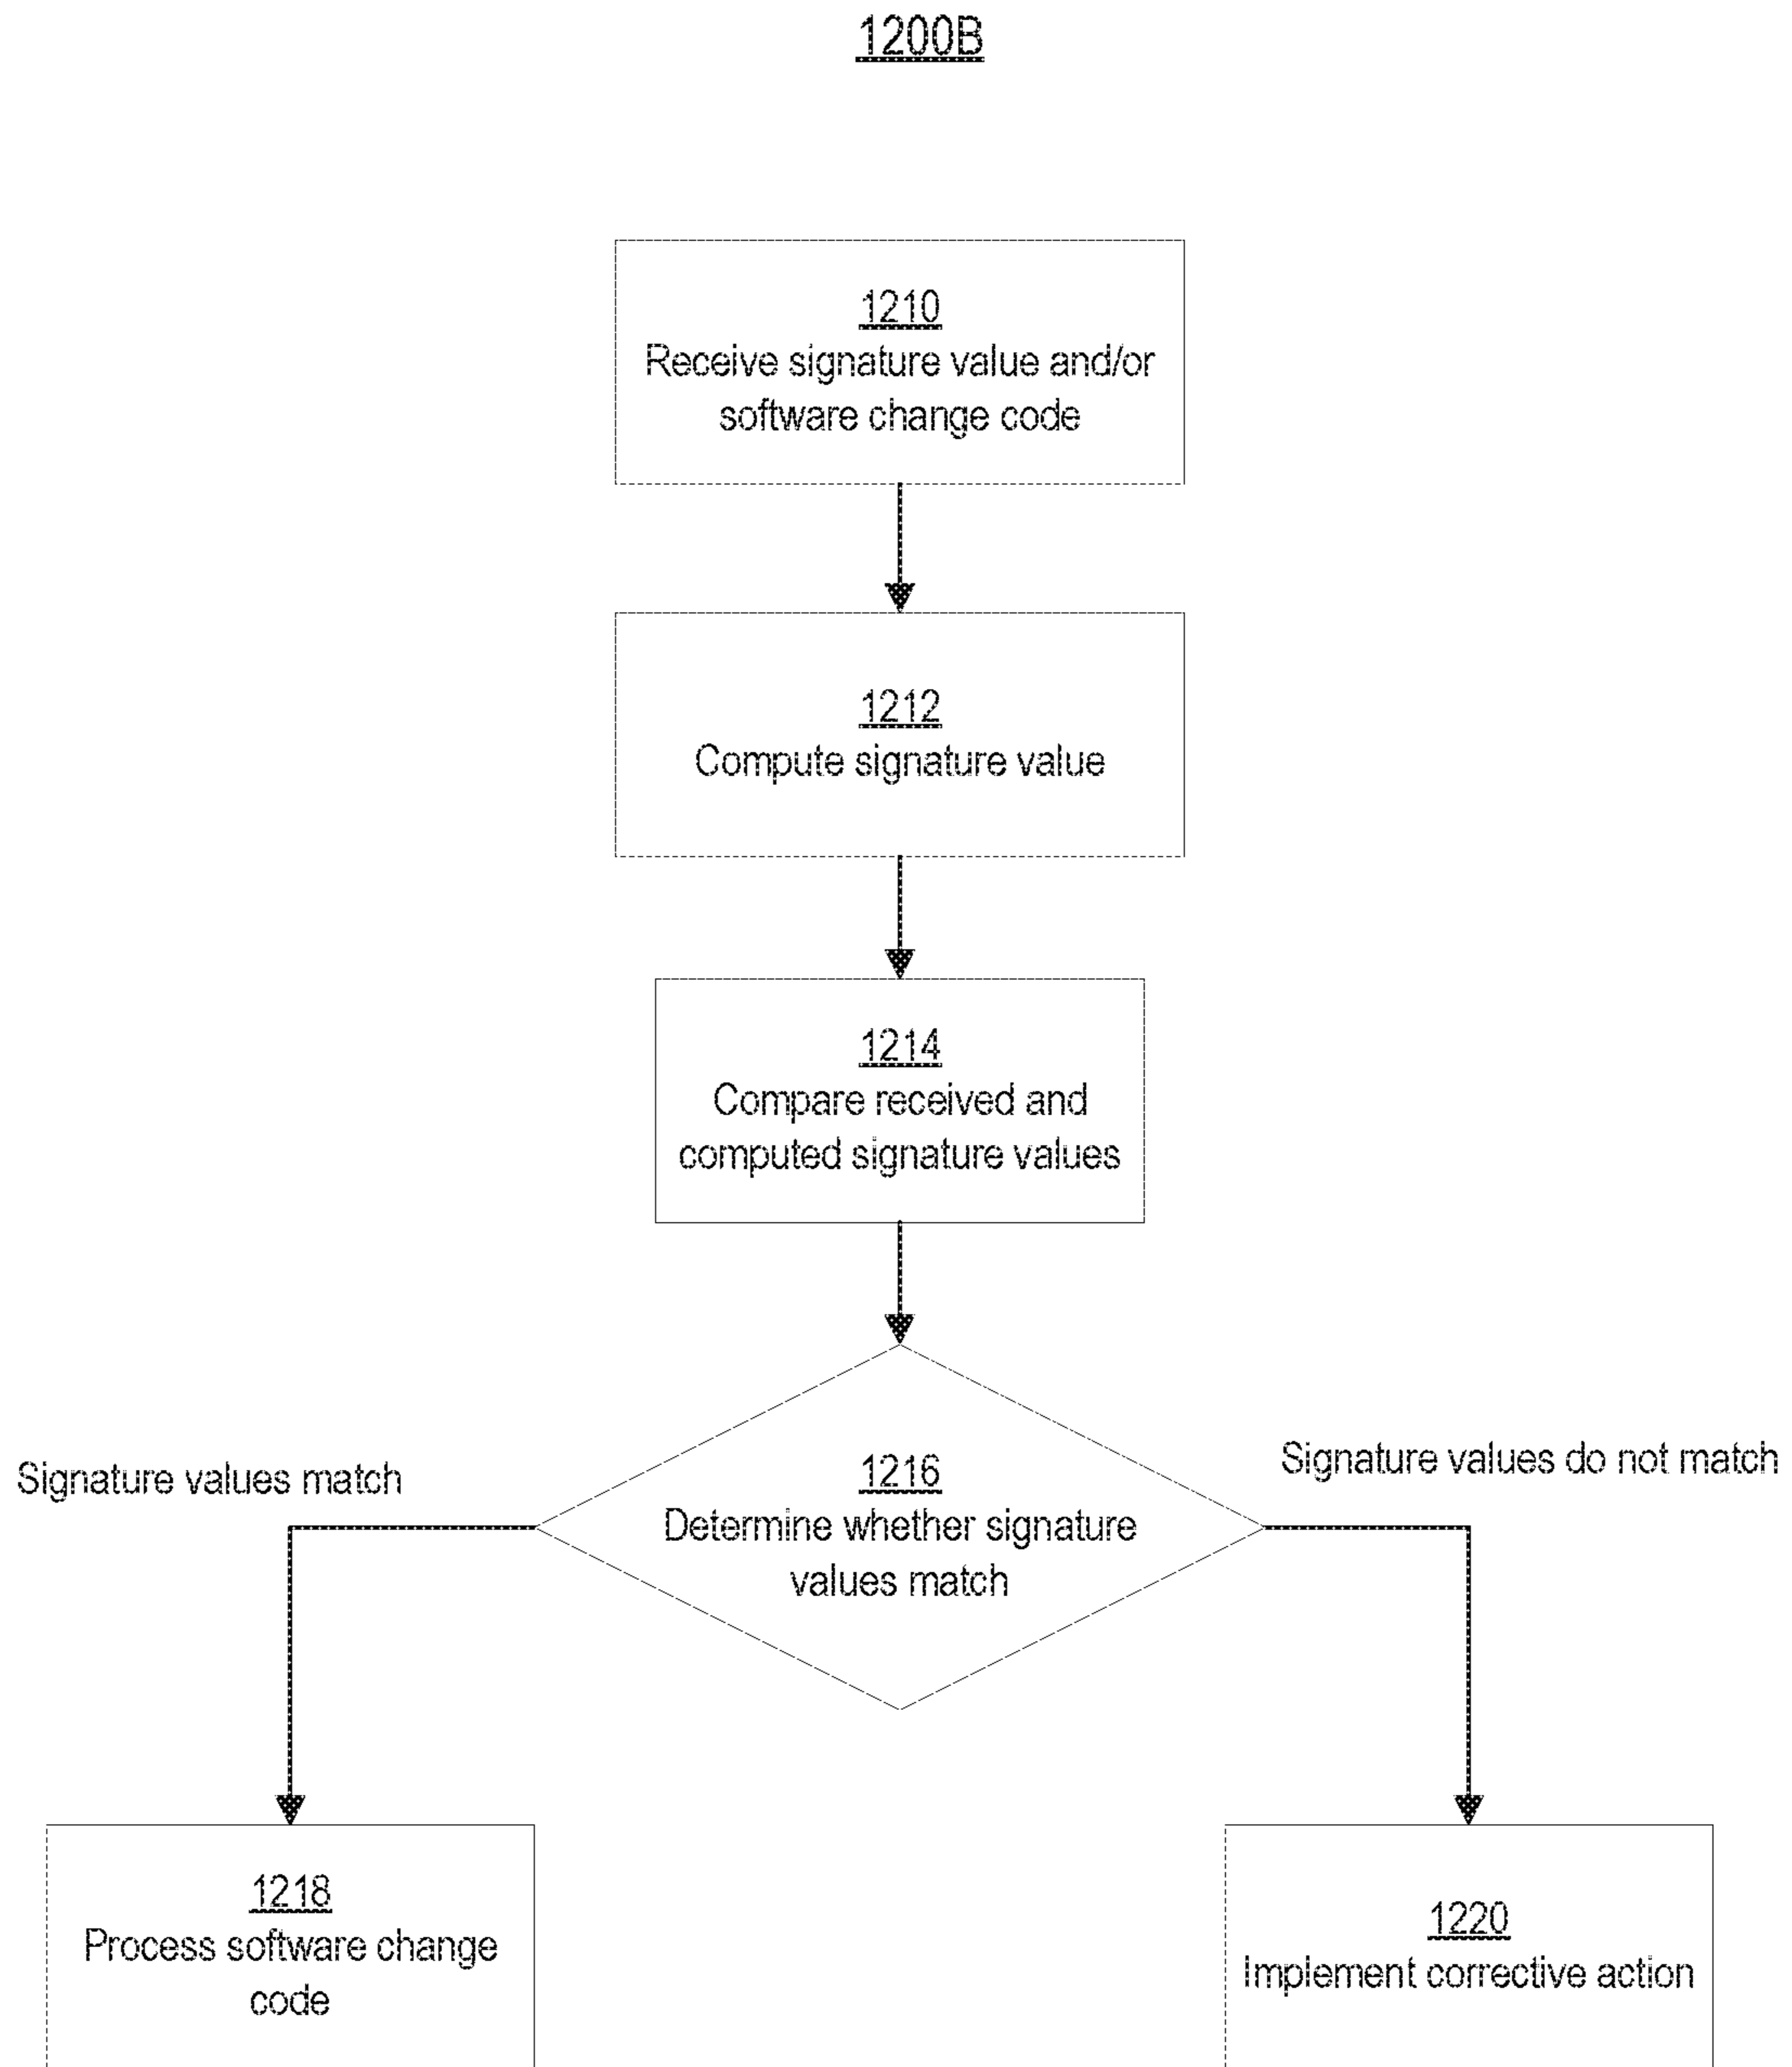 1200B
1210
Receive signature value and/or
software change code
1212
Compute signature value
1214
Compare received and
computed signature values
Signature values match
1216
Determine whether signature
values match
Signature values do not match
1218
Process software change
code
1220
Implement corrective action